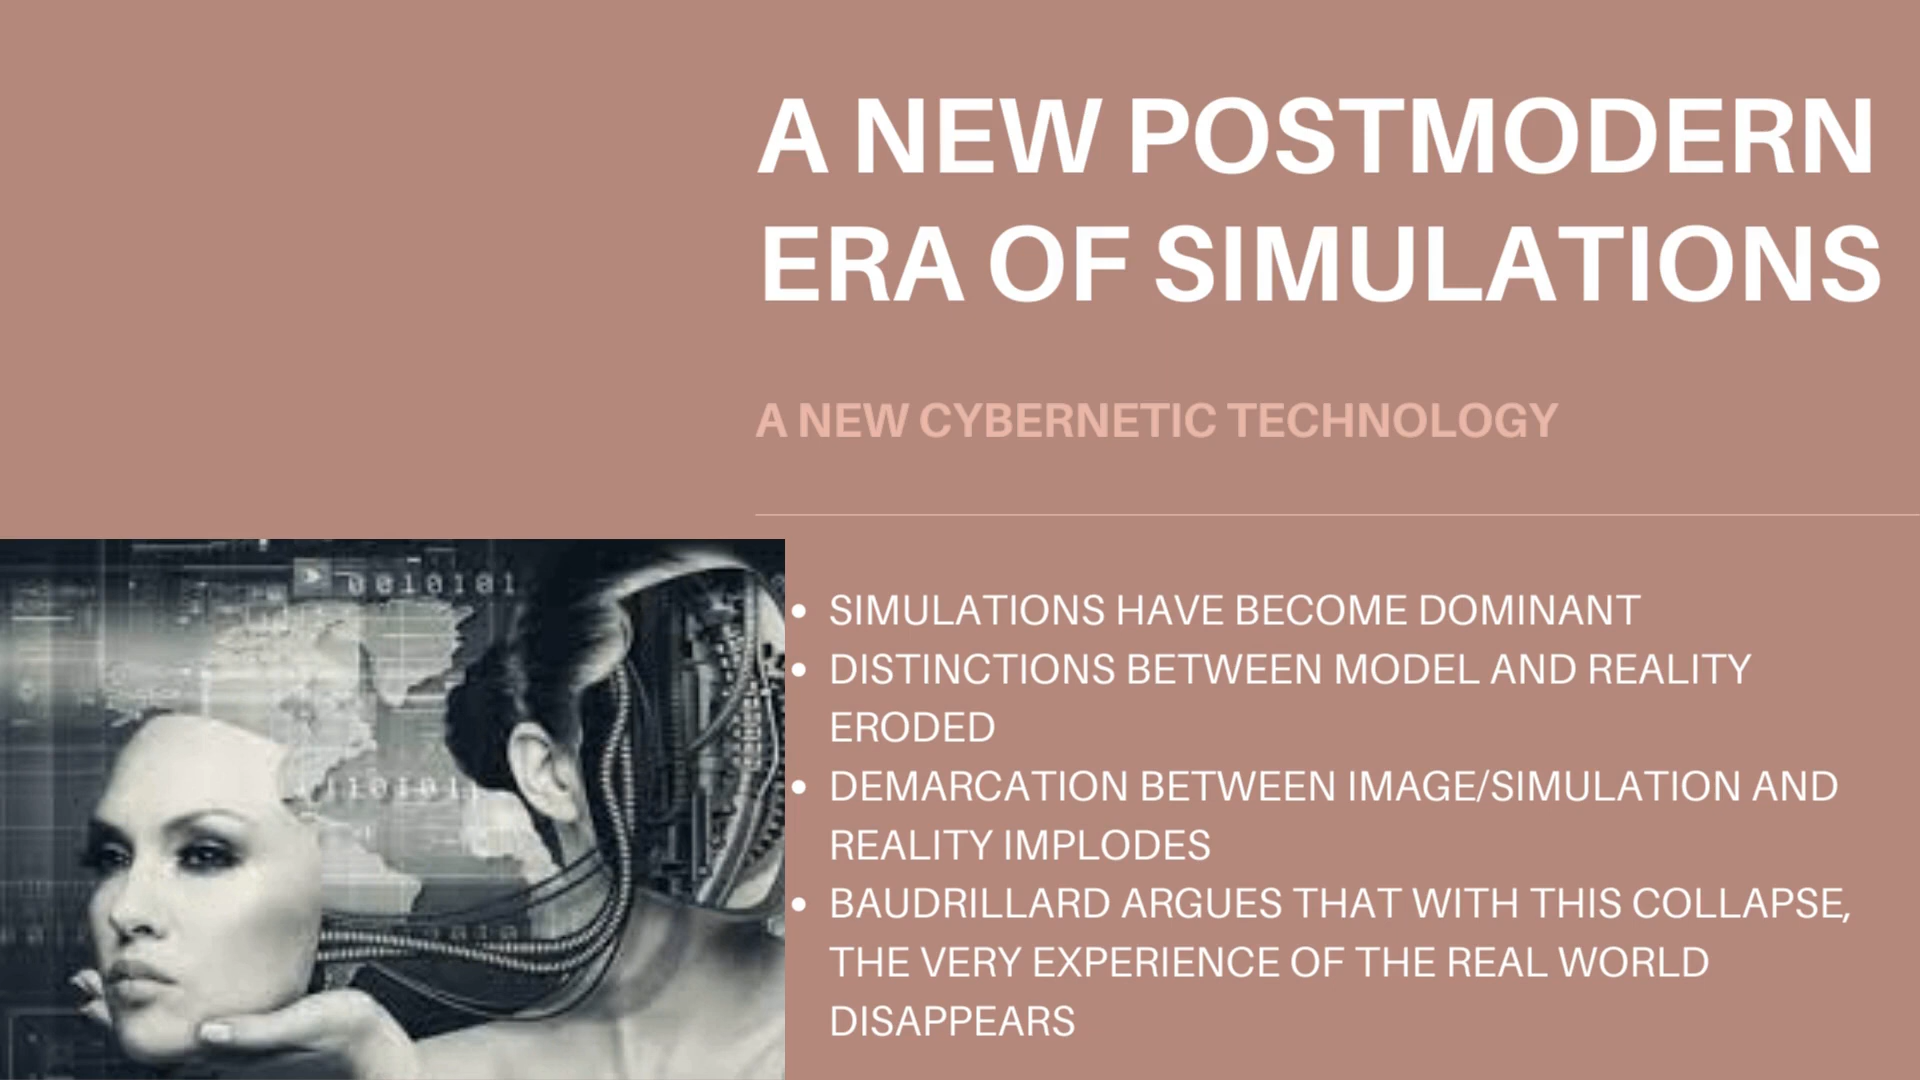 A NEW POSTMODERN
ERA OF SIMULATIONS
A NEW CYBERNETIC TECHNOLOGY
0010101
• SIMULATIONS HAVE BECOME DOMINANT
• DISTINCTIONS BETWEEN MODEL AND REALITY
ERODED
• DEMARCATION BETWEEN IMAGE/SIMULATION AND
REALITY IMPLODES
• BAUDRILLARD ARGUES THAT WITH THIS COLLAPSE,
THE VERY EXPERIENCE OF THE REAL WORLD
DISAPPEARS